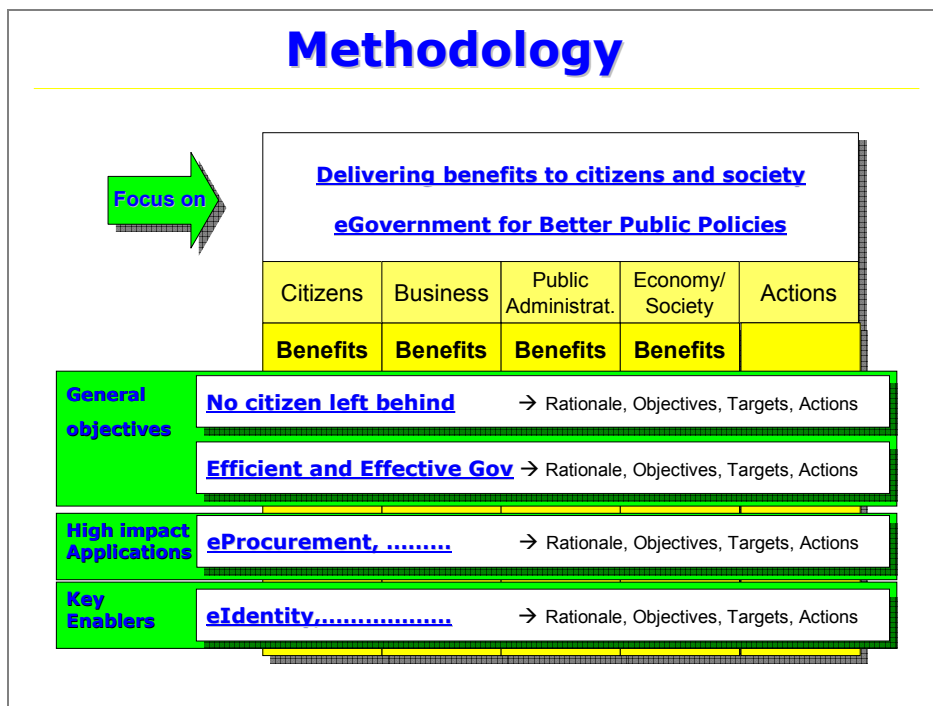 Methodology
Focus on
Delivering benefits to citizens and society
eGovernment for Better Public Policies
Citizens Business Public Administrat. Economy/ Society Actions
Benefits Benefits Benefits Benefits
General
objectives
No citizen left behind → Rationale, Objectives, Targets, Actions
Efficient and Effective Gov → Rationale, Objectives, Targets, Actions
High impact
Applications
eProcurement, ......... → Rationale, Objectives, Targets, Actions
Key
Enablers
eIdentity,................... → Rationale, Objectives, Targets, Actions